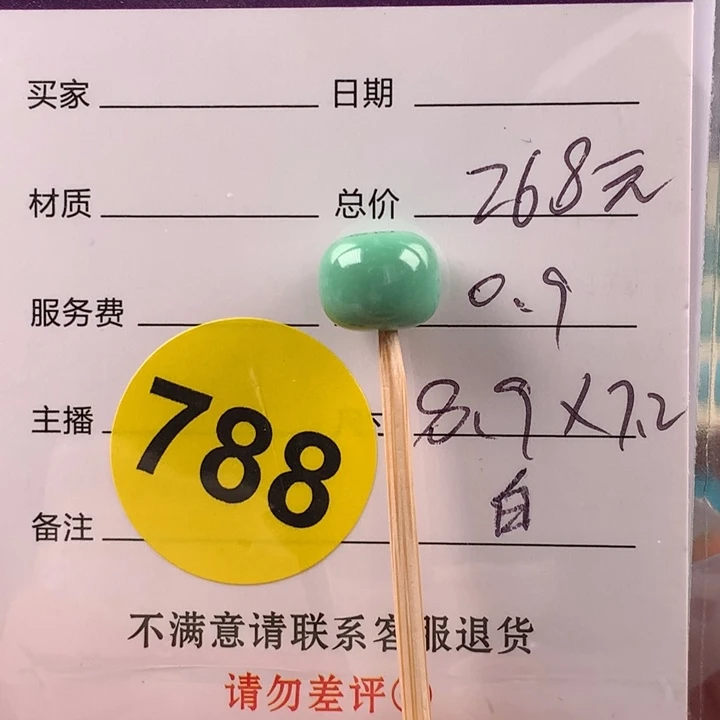 买家 日期
材质 总价 268元
服务费 0.9
主播 8.9×7.2
788
备注 白
不满意请联系客服退货
请勿差评